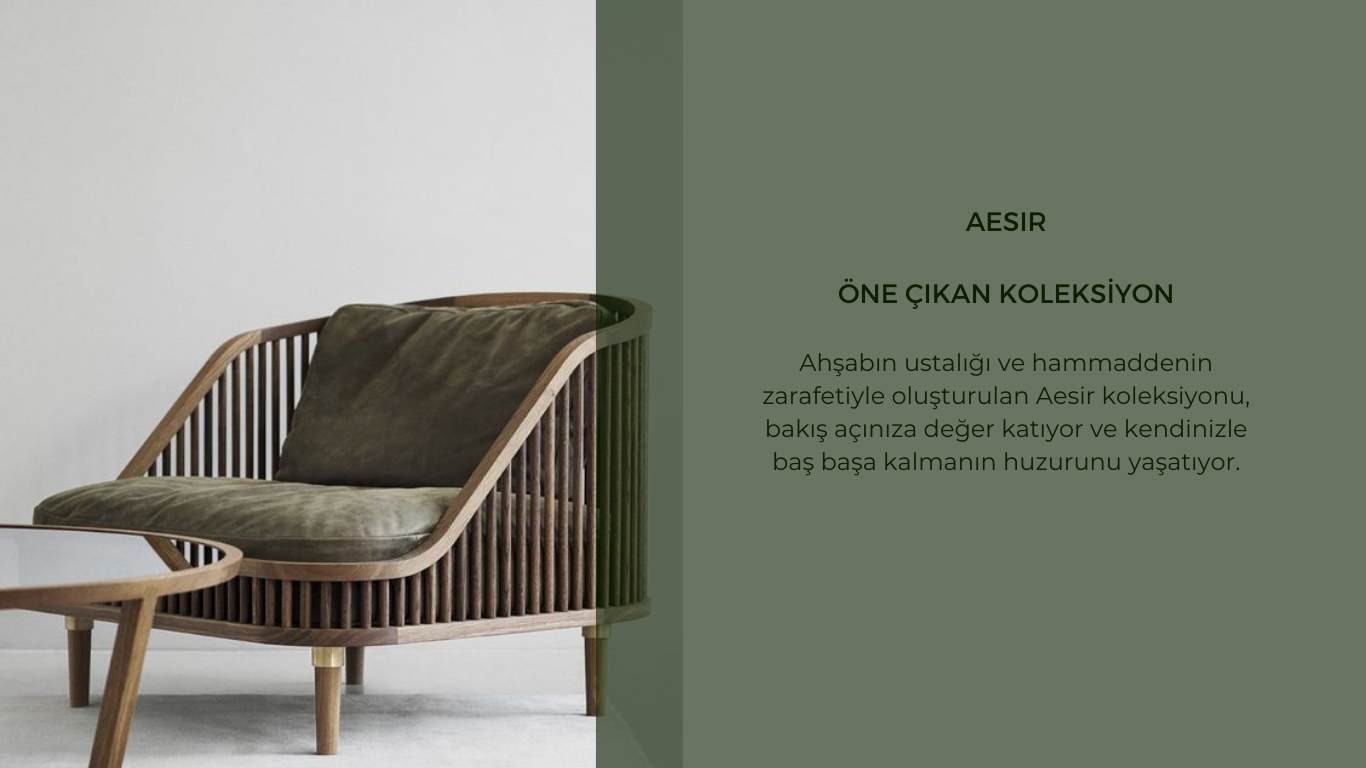 AESIR
ÖNE ÇIKAN KOLEKSİYON
Ahşabın ustalığı ve hammaddenin
zarafetiyle oluşturulan Aesir koleksiyonu,
bakış açınıza değer katıyor ve kendinizle
baş başa kalmanın huzurunu yaşatıyor.